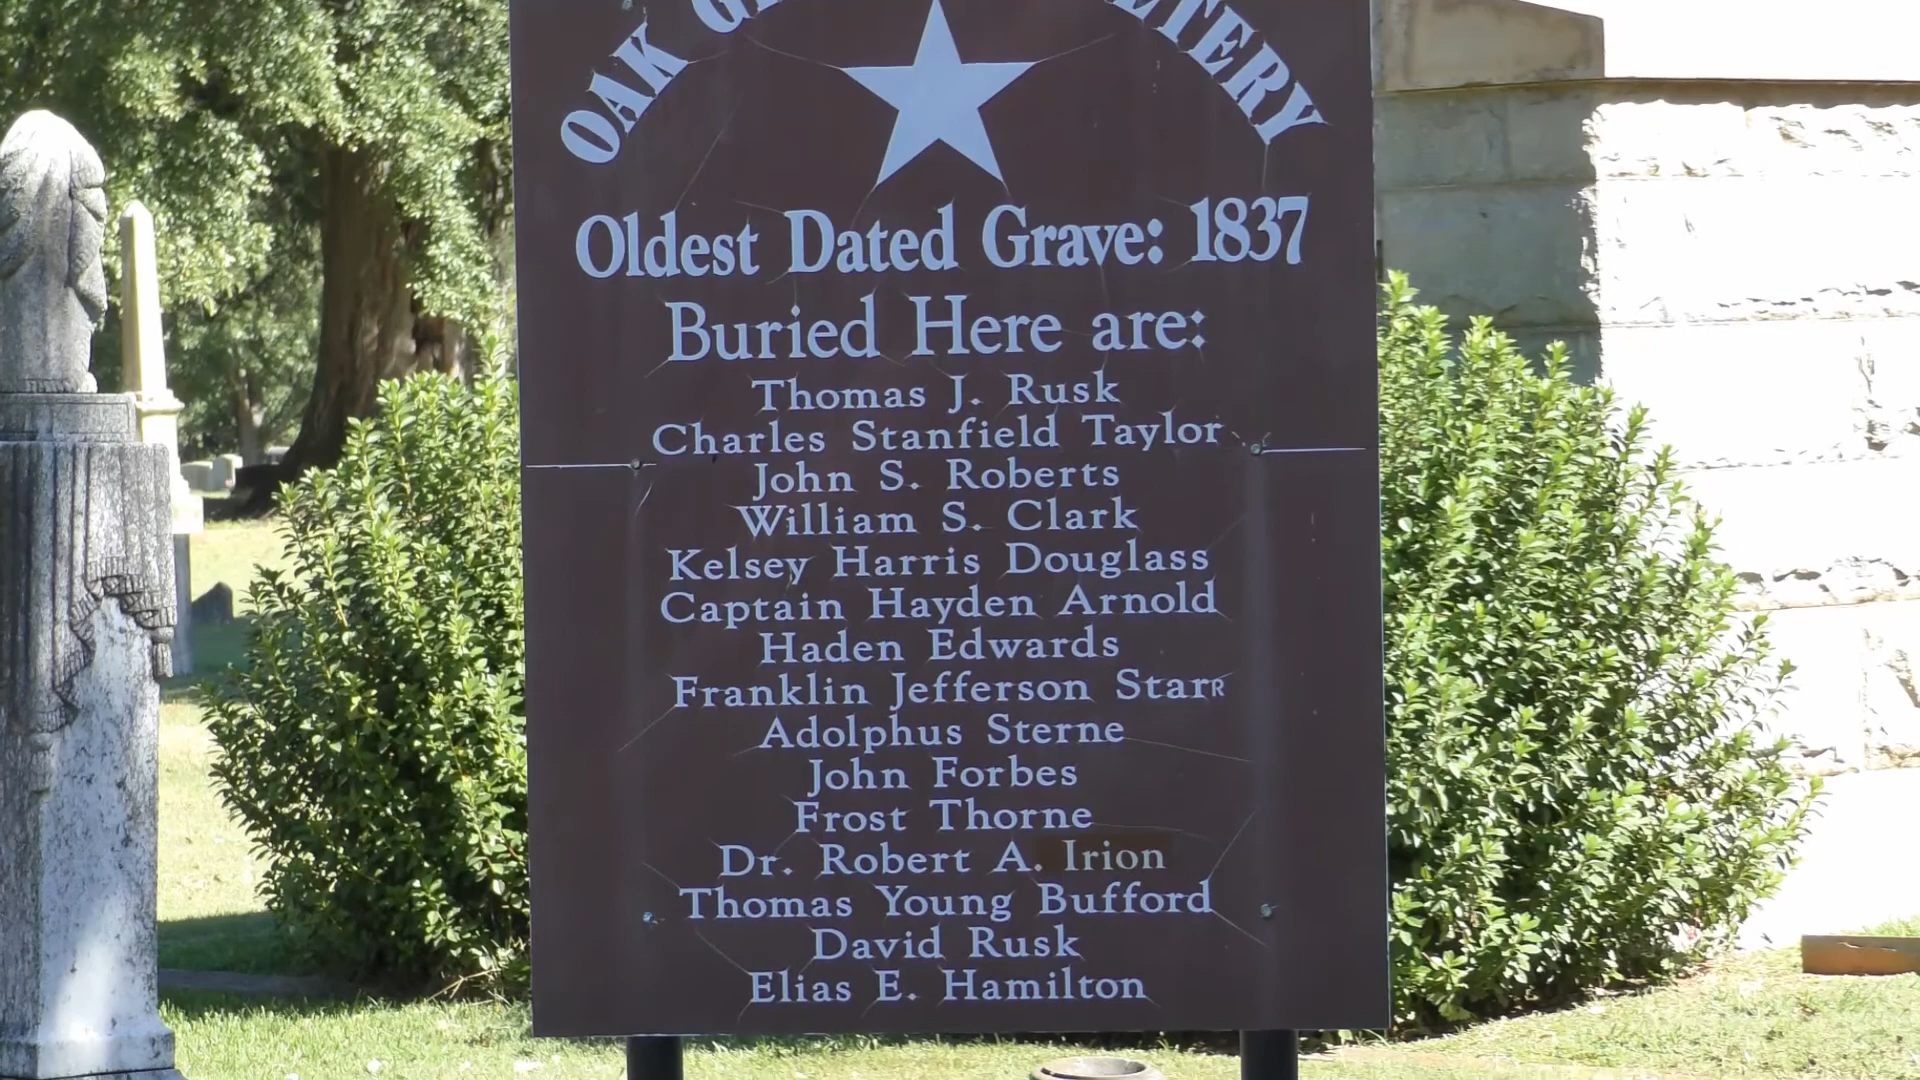 OAK
Oldest Dated Grave: 1837
Buried Here are:
Thomas J. Rusk
Charles Stanfield Taylor
John S. Roberts
William S. Clark
Kelsey Harris Douglass
Captain Hayden Arnold
Haden Edwards
Franklin Jefferson Starr
Adolphus Sterne
John Forbes
Frost Thorne
Dr. Robert A. Irion
Thomas Young Bufford
David Rusk
Elias E. Hamilton